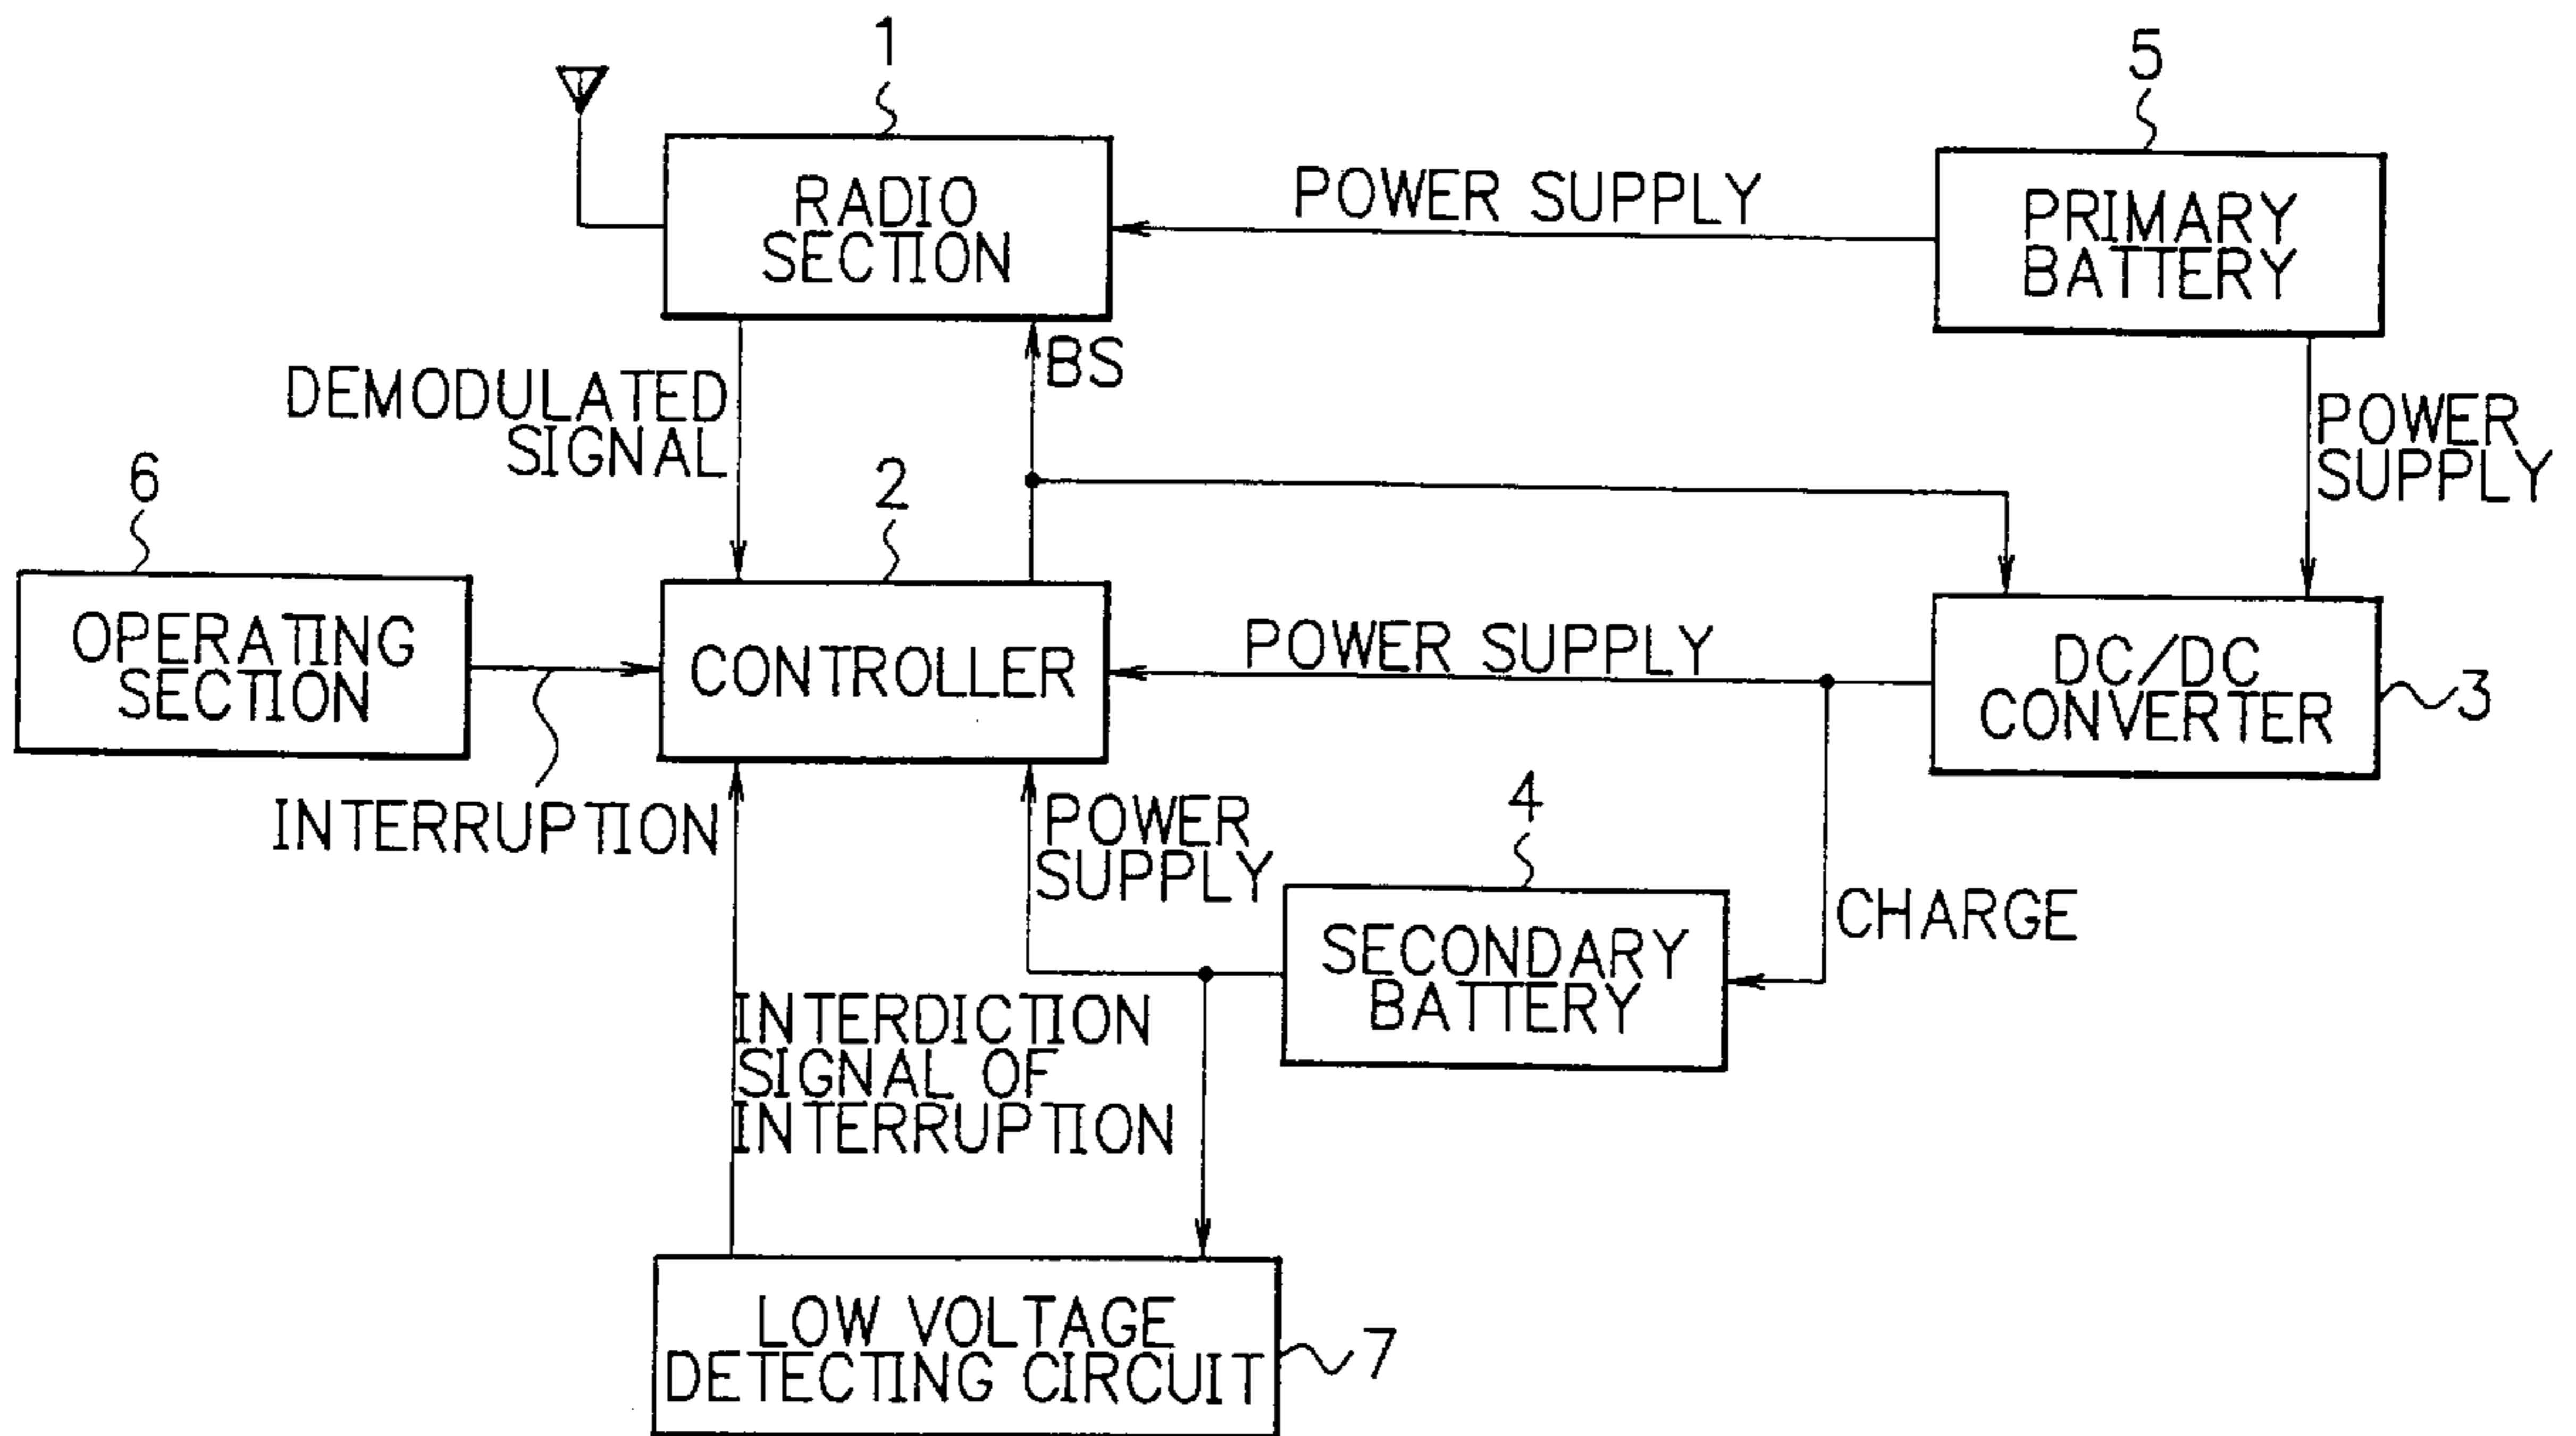 1
5
RADIO
SECTION
POWER SUPPLY
PRIMARY
BATTERY
BS
DEMODULATED
SIGNAL
POWER
SUPPLY
6
2
OPERATING
SECTION
CONTROLLER
POWER SUPPLY
DC/DC
CONVERTER
3
INTERRUPTION
POWER
SUPPLY
4
CHARGE
SECONDARY
BATTERY
INTERDICTION
SIGNAL OF
INTERRUPTION
LOW VOLTAGE
DETECTING CIRCUIT
7